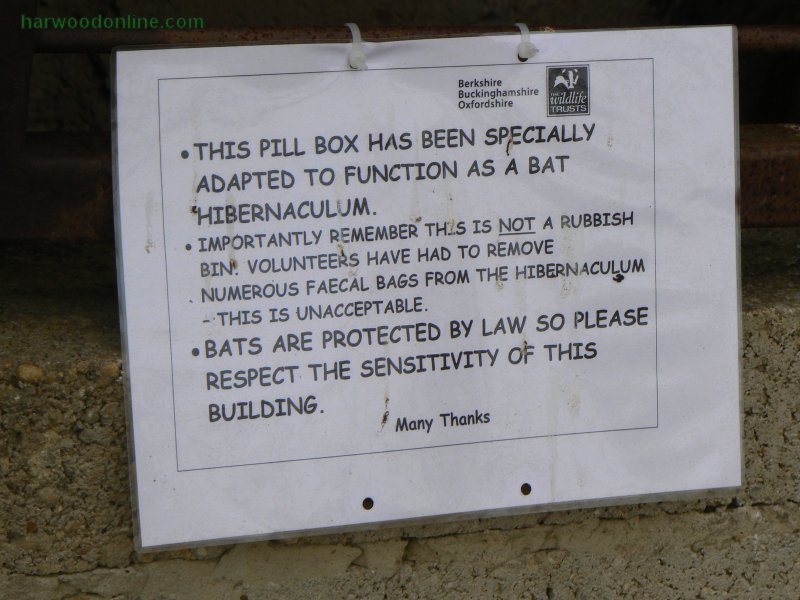 harwoodonline.com
Berkshire
Buckinghamshire
Oxfordshire
THE
wildlife
TRUSTS
• THIS PILL BOX HAS BEEN SPECIALLY
ADAPTED TO FUNCTION AS A BAT
HIBERNACULUM.
• IMPORTANTLY REMEMBER THIS IS NOT A RUBBISH
BIN. VOLUNTEERS HAVE HAD TO REMOVE
NUMEROUS FAECAL BAGS FROM THE HIBERNACULUM
- THIS IS UNACCEPTABLE.
• BATS ARE PROTECTED BY LAW SO PLEASE
RESPECT THE SENSITIVITY OF THIS
BUILDING.
Many Thanks